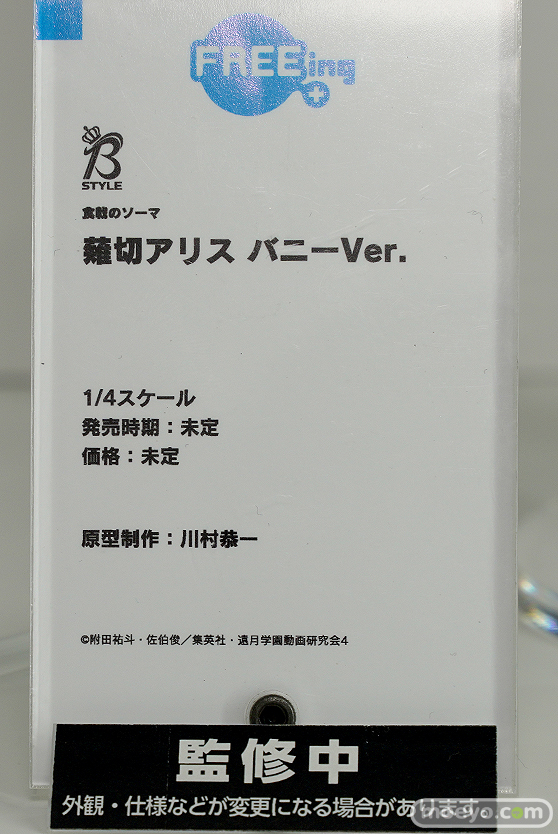 FREEing
B
STYLE
食戟のソーマ
薙切アリス バニーVer.
1/4スケール
発売時期：未定
価格：未定
原型制作：川村恭一
©附田祐斗・佐伯俊／集英社・遠月学園動画研究会4
監修中
外観・仕様などが変更になる場合があります。
moeyo.com